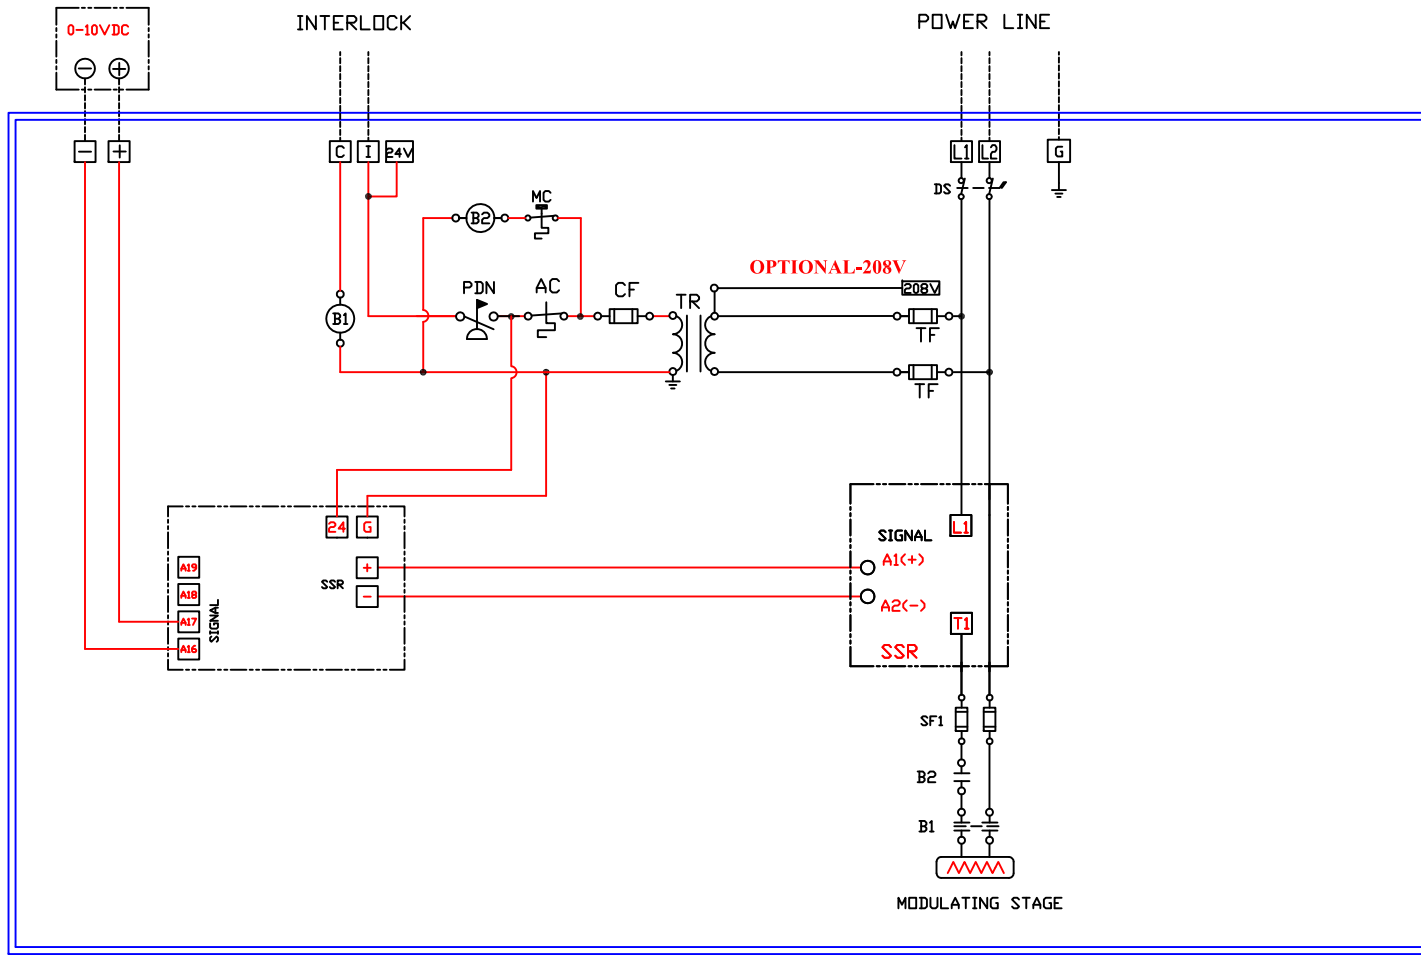 INTERLOCK
POWER LINE
0-10VDC
- +
- +
C I 24V
L1 L2 G
DS
MC
B2
OPTIONAL-208V
PDN AC CF TR
208V
B1
TF
TF
24 G
SIGNAL L1
A1(+)
A19
+
SSR
A18
-
A2(-)
A17
SIGNAL
T1
A16
SSR
SF1
B2
B1
MODULATING STAGE